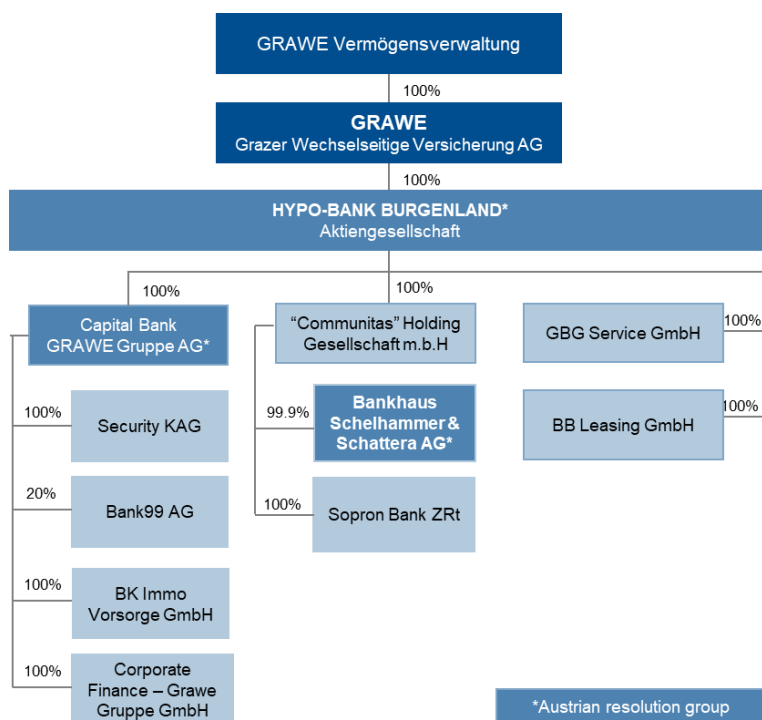 GRAWE Vermögensverwaltung
100%
GRAWE
Grazer Wechselseitige Versicherung AG
100%
HYPO-BANK BURGENLAND*
Aktiengesellschaft
100%
100%
Capital Bank
GRAWE Gruppe AG*
"Communitas" Holding
Gesellschaft m.b.H
GBG Service GmbH
100%
100%
Security KAG
99.9%
Bankhaus
Schelhammer &
Schattera AG*
BB Leasing GmbH
100%
20%
Bank99 AG
100%
Sopron Bank ZRt
100%
BK Immo
Vorsorge GmbH
100%
Corporate
Finance – Grawe
Gruppe GmbH
*Austrian resolution group